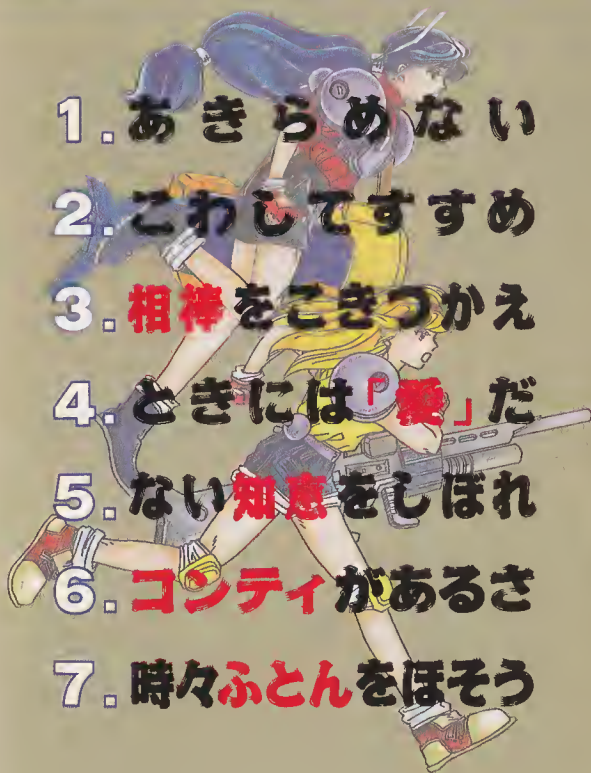 1.あきらめない
2.こわしてすすめ
3.相棒をこきつかえ
4.ときには「愛」だ
5.ない知恵をしぼれ
6.コンティがあるさ
7.時々ふとんをほそう